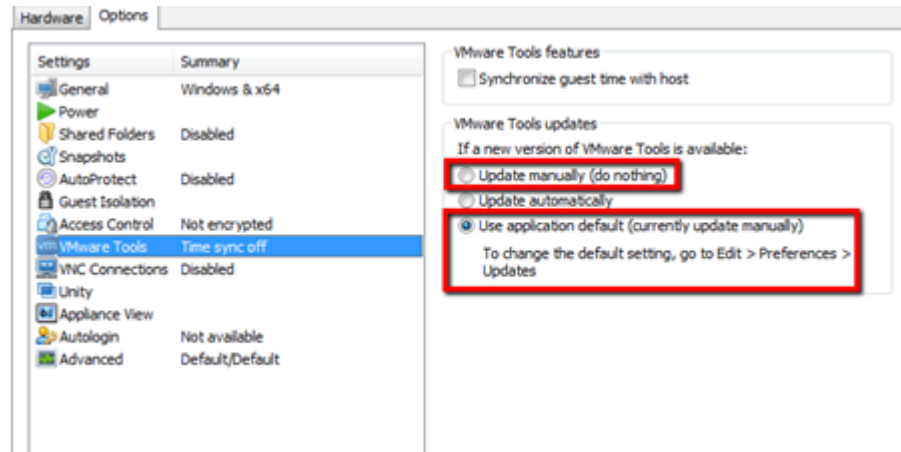 Hardware Options
Settings Summary
General Windows & x64
Power
Shared Folders Disabled
Snapshots
AutoProtect Disabled
Guest Isolation
Access Control Not encrypted
VMware Tools Time sync off
VNC Connections Disabled
Unity
Appliance View
Autologin Not available
Advanced Default/Default
VMware Tools features
Synchronize guest time with host
VMware Tools updates
If a new version of VMware Tools is available:
Update manually (do nothing)
Update automatically
Use application default (currently update manually)
To change the default setting, go to Edit > Preferences >
Updates